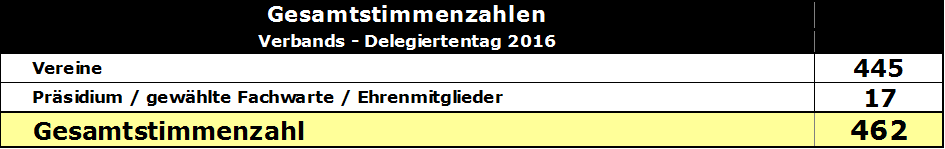 Gesamtstimmenzahlen
Verbands - Delegiertentag 2016
Vereine 445
Präsidium / gewählte Fachwarte / Ehrenmitglieder 17
Gesamtstimmenzahl 462